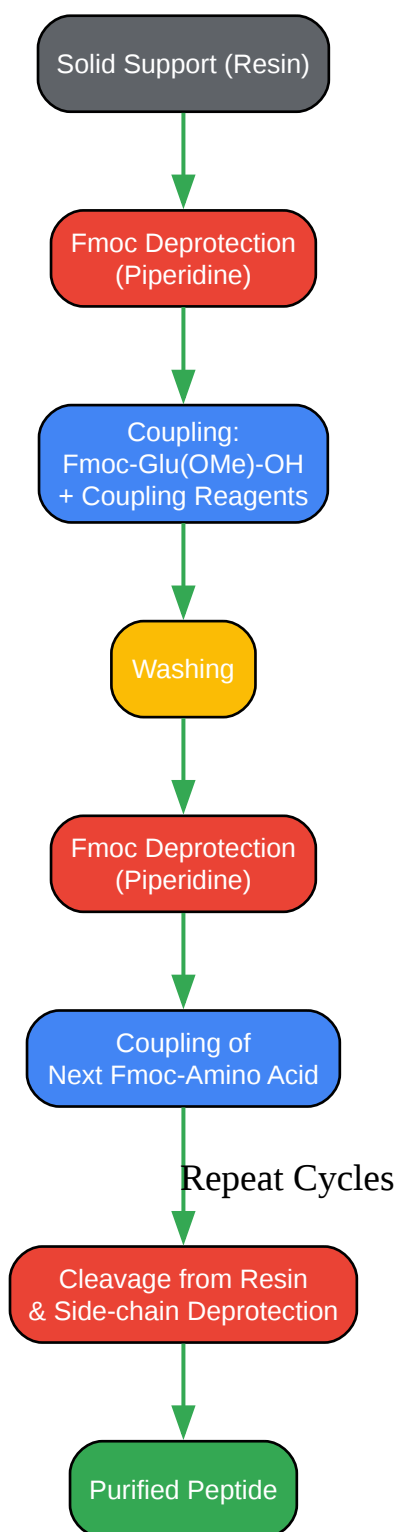 Solid Support (Resin)
Fmoc Deprotection
(Piperidine)
Coupling:
Fmoc-Glu(OMe)-OH
+ Coupling Reagents
Washing
Fmoc Deprotection
(Piperidine)
Coupling of
Next Fmoc-Amino Acid
Repeat Cycles
Cleavage from Resin
& Side-chain Deprotection
Purified Peptide